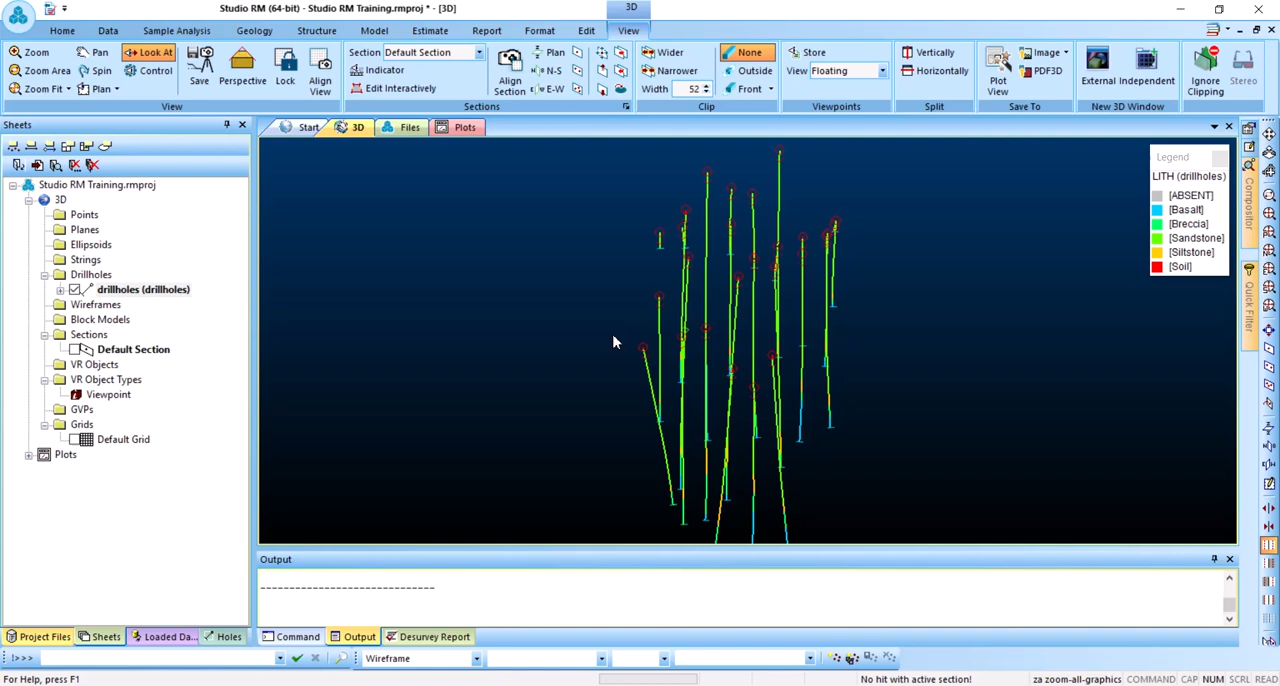 Studio RM (64-bit) - Studio RM Training.rmproj * - [3D]
3D
Home
Data
Sample Analysis
Geology
Structure
Model
Estimate
Report
Format
Edit
View
Zoom
Pan
Look At
Zoom Area
Spin
Control
Zoom Fit
Plan
Save
Perspective
Lock
Align View
View
Section
Default Section
Indicator
Edit Interactively
Align Section
Plan
N-S
E-W
Sections
Wider
None
Narrower
Outside
Width
52
Front
Clip
Store
View
Floating
Viewpoints
Vertically
Horizontally
Split
Plot View
Image
PDF3D
Save To
External
Independent
New 3D Window
Ignore Clipping
Stereo
Sheets
Start
3D
Files
Plots
Studio RM Training.rmproj
3D
Points
Planes
Ellipsoids
Strings
Drillholes
drillholes (drillholes)
Wireframes
Block Models
Sections
Default Section
VR Objects
VR Object Types
Viewpoint
GVPs
Grids
Default Grid
Plots
Legend
LITH (drillholes)
[ABSENT]
[Basalt]
[Breccia]
[Sandstone]
[Siltstone]
[Soil]
Compositor
Quick Filter
Output
------------------------------
Project Files
Sheets
Loaded Da...
Holes
Command
Output
Desurvey Report
!>>>
Wireframe
For Help, press F1
No hit with active section!
za zoom-all-graphics
COMMAND
CAP
NUM
SCRL
READ